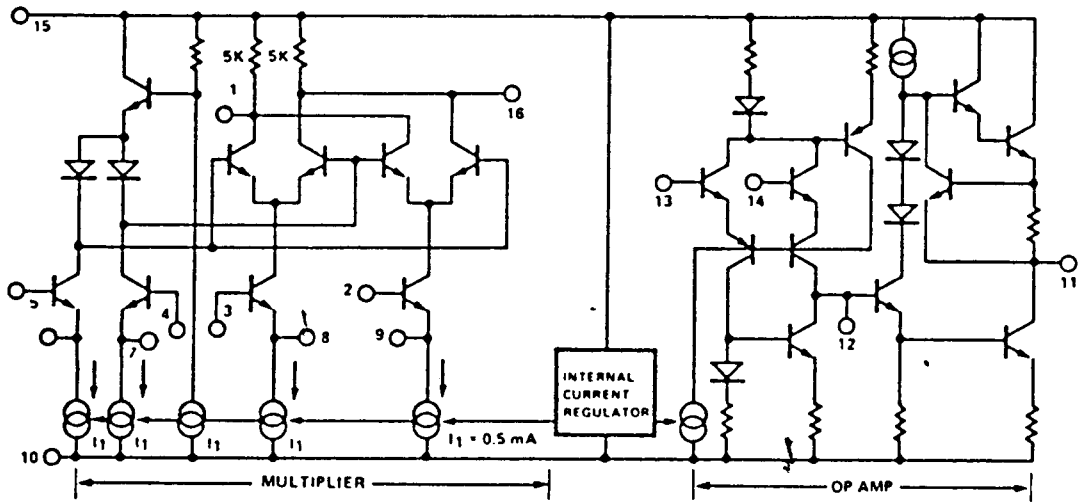 15
5K
5K
1
16
13
14
5
4
3
2
7
8
9
12
11
INTERNAL
CURRENT
REGULATOR
I1
I1
I1
I1
I1 = 0.5 mA
10
MULTIPLIER
OP AMP